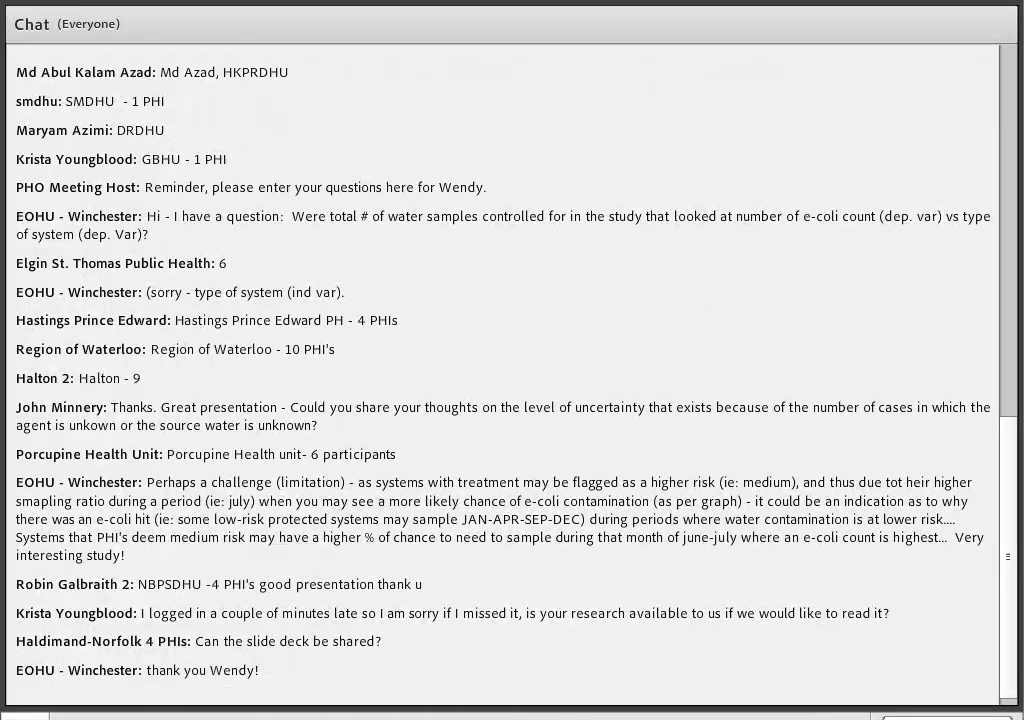 Chat (Everyone)
Md Abul Kalam Azad: Md Azad, HKPRDHU
smdhu: SMDHU - 1 PHI
Maryam Azimi: DRDHU
Krista Youngblood: GBHU - 1 PHI
PHO Meeting Host: Reminder, please enter your questions here for Wendy.
EOHU - Winchester: Hi - I have a question: Were total # of water samples controlled for in the study that looked at number of e-coli count (dep. var) vs type
of system (dep. Var)?
Elgin St. Thomas Public Health: 6
EOHU - Winchester: (sorry - type of system (ind var).
Hastings Prince Edward: Hastings Prince Edward PH - 4 PHIs
Region of Waterloo: Region of Waterloo - 10 PHI's
Halton 2: Halton - 9
John Minnery: Thanks. Great presentation - Could you share your thoughts on the level of uncertainty that exists because of the number of cases in which the
agent is unkown or the source water is unknown?
Porcupine Health Unit: Porcupine Health unit- 6 participants
EOHU - Winchester: Perhaps a challenge (limitation) - as systems with treatment may be flagged as a higher risk (ie: medium), and thus due tot heir higher
smapling ratio during a period (ie: july) when you may see a more likely chance of e-coli contamination (as per graph) - it could be an indication as to why
there was an e-coli hit (ie: some low-risk protected systems may sample JAN-APR-SEP-DEC) during periods where water contamination is at lower risk....
Systems that PHI's deem medium risk may have a higher % of chance to need to sample during that month of june-july where an e-coli count is highest... Very
interesting study!
Robin Galbraith 2: NBPSDHU -4 PHI's good presentation thank u
Krista Youngblood: I logged in a couple of minutes late so I am sorry if I missed it, is your research available to us if we would like to read it?
Haldimand-Norfolk 4 PHIs: Can the slide deck be shared?
EOHU - Winchester: thank you Wendy!